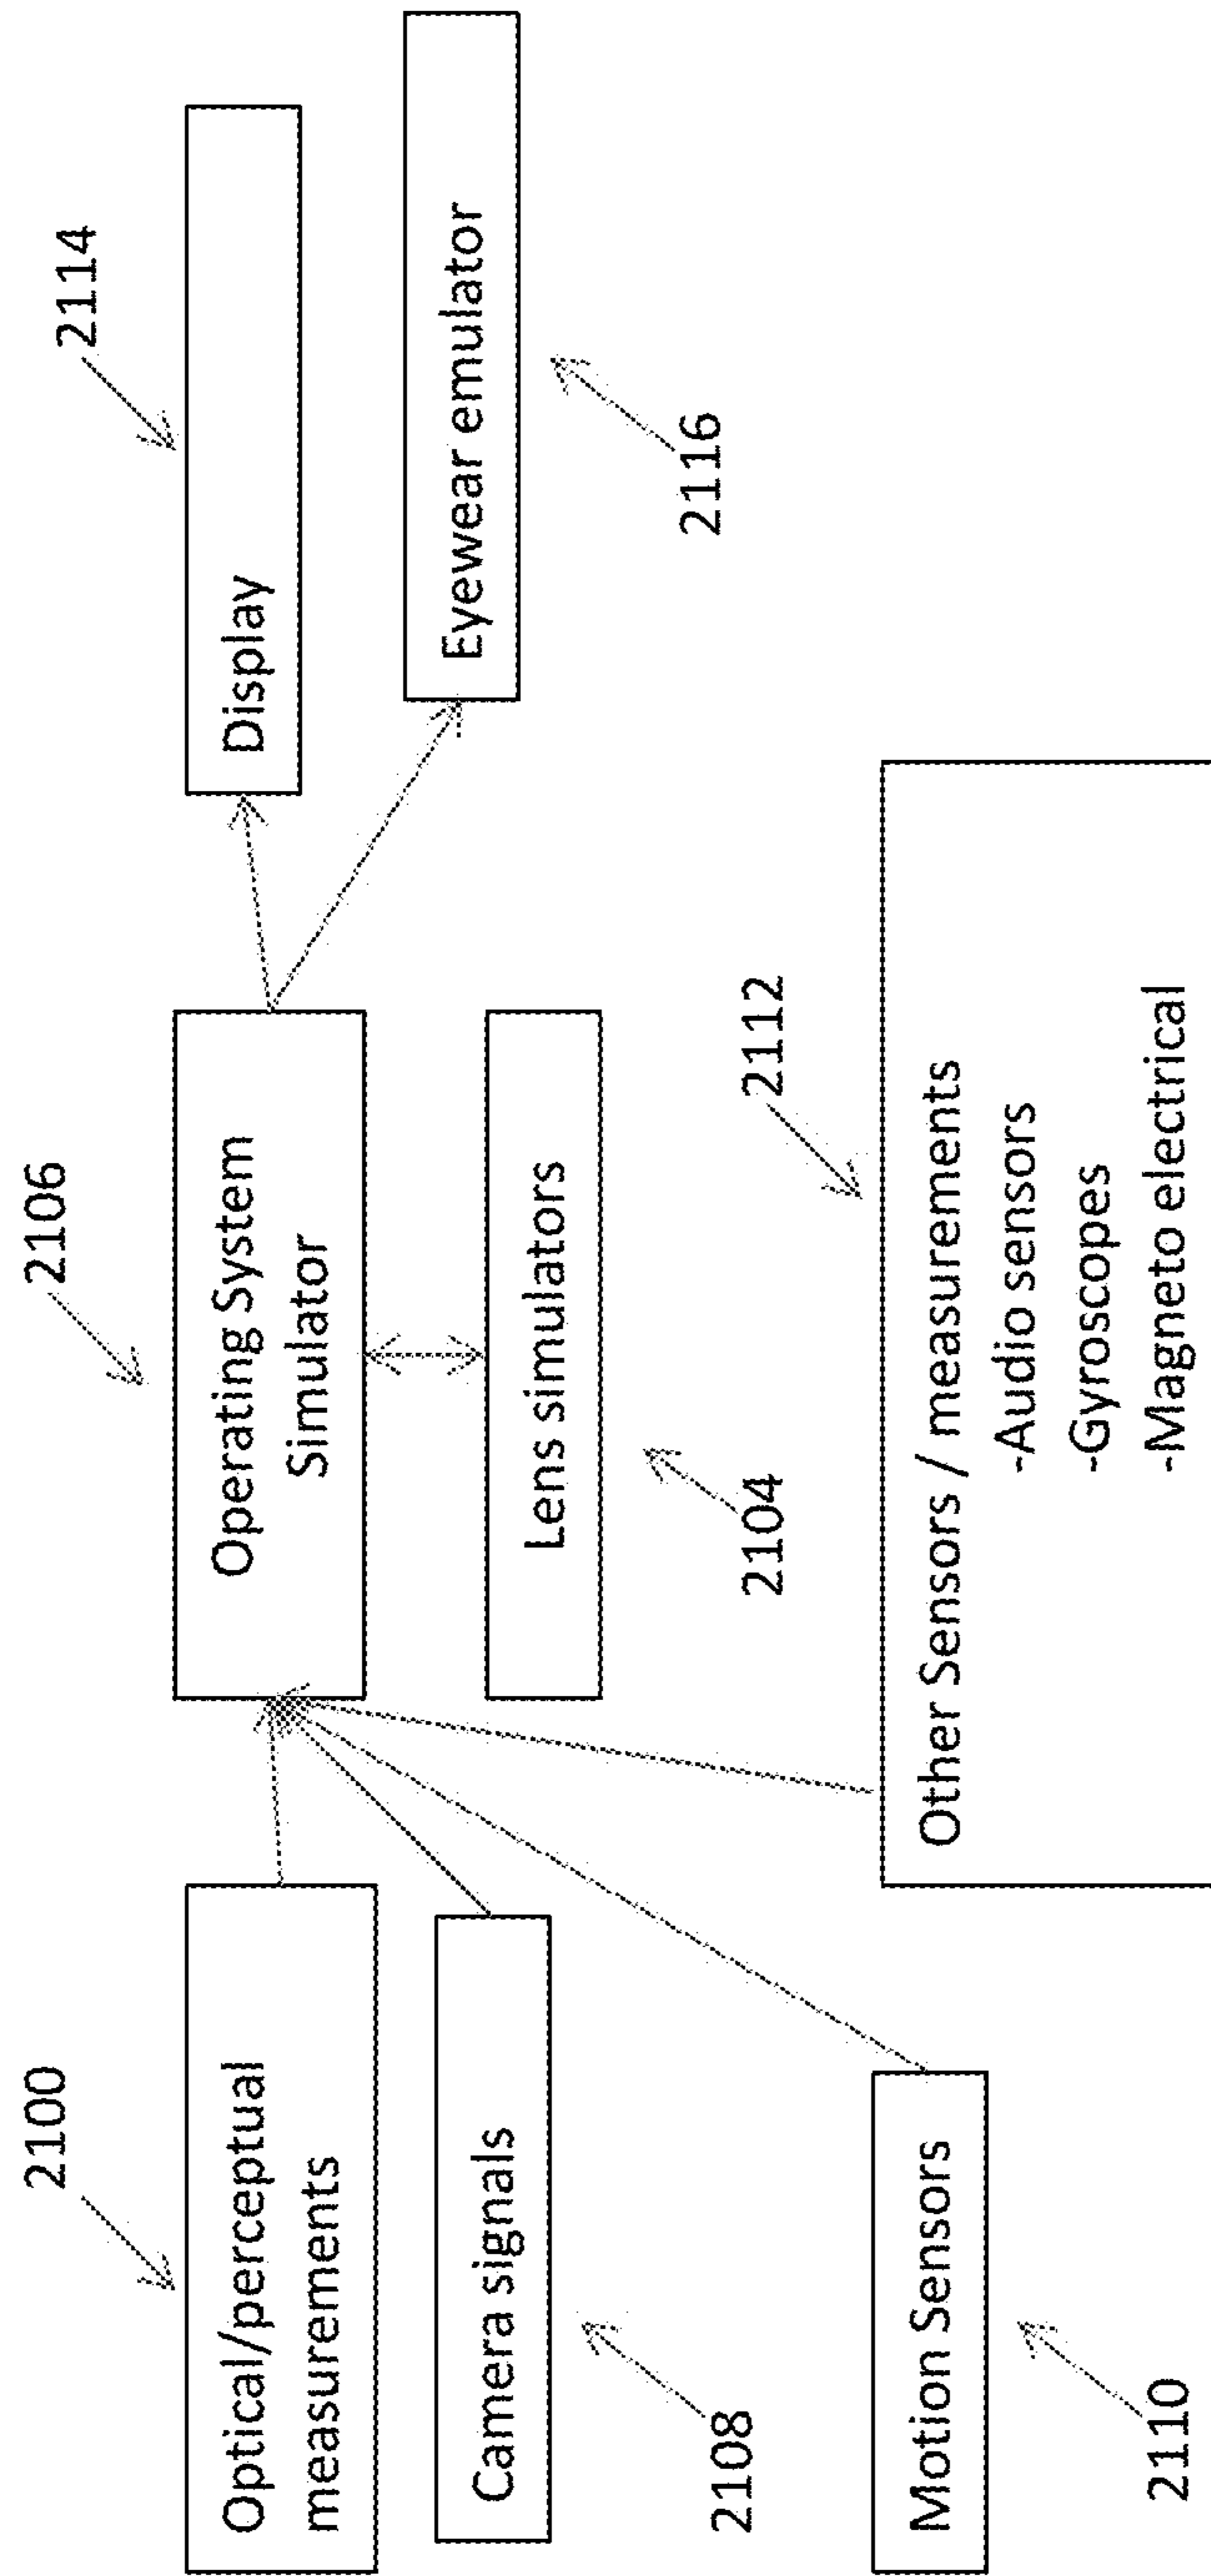 2100
Optical/perceptual
measurements
Camera signals
2108
Motion Sensors
2110
2106
Operating System
Simulator
Lens simulators
2104
2112
Other Sensors / measurements
-Audio sensors
-Gyroscopes
-Magneto electrical
2114
Display
Eyewear emulator
2116